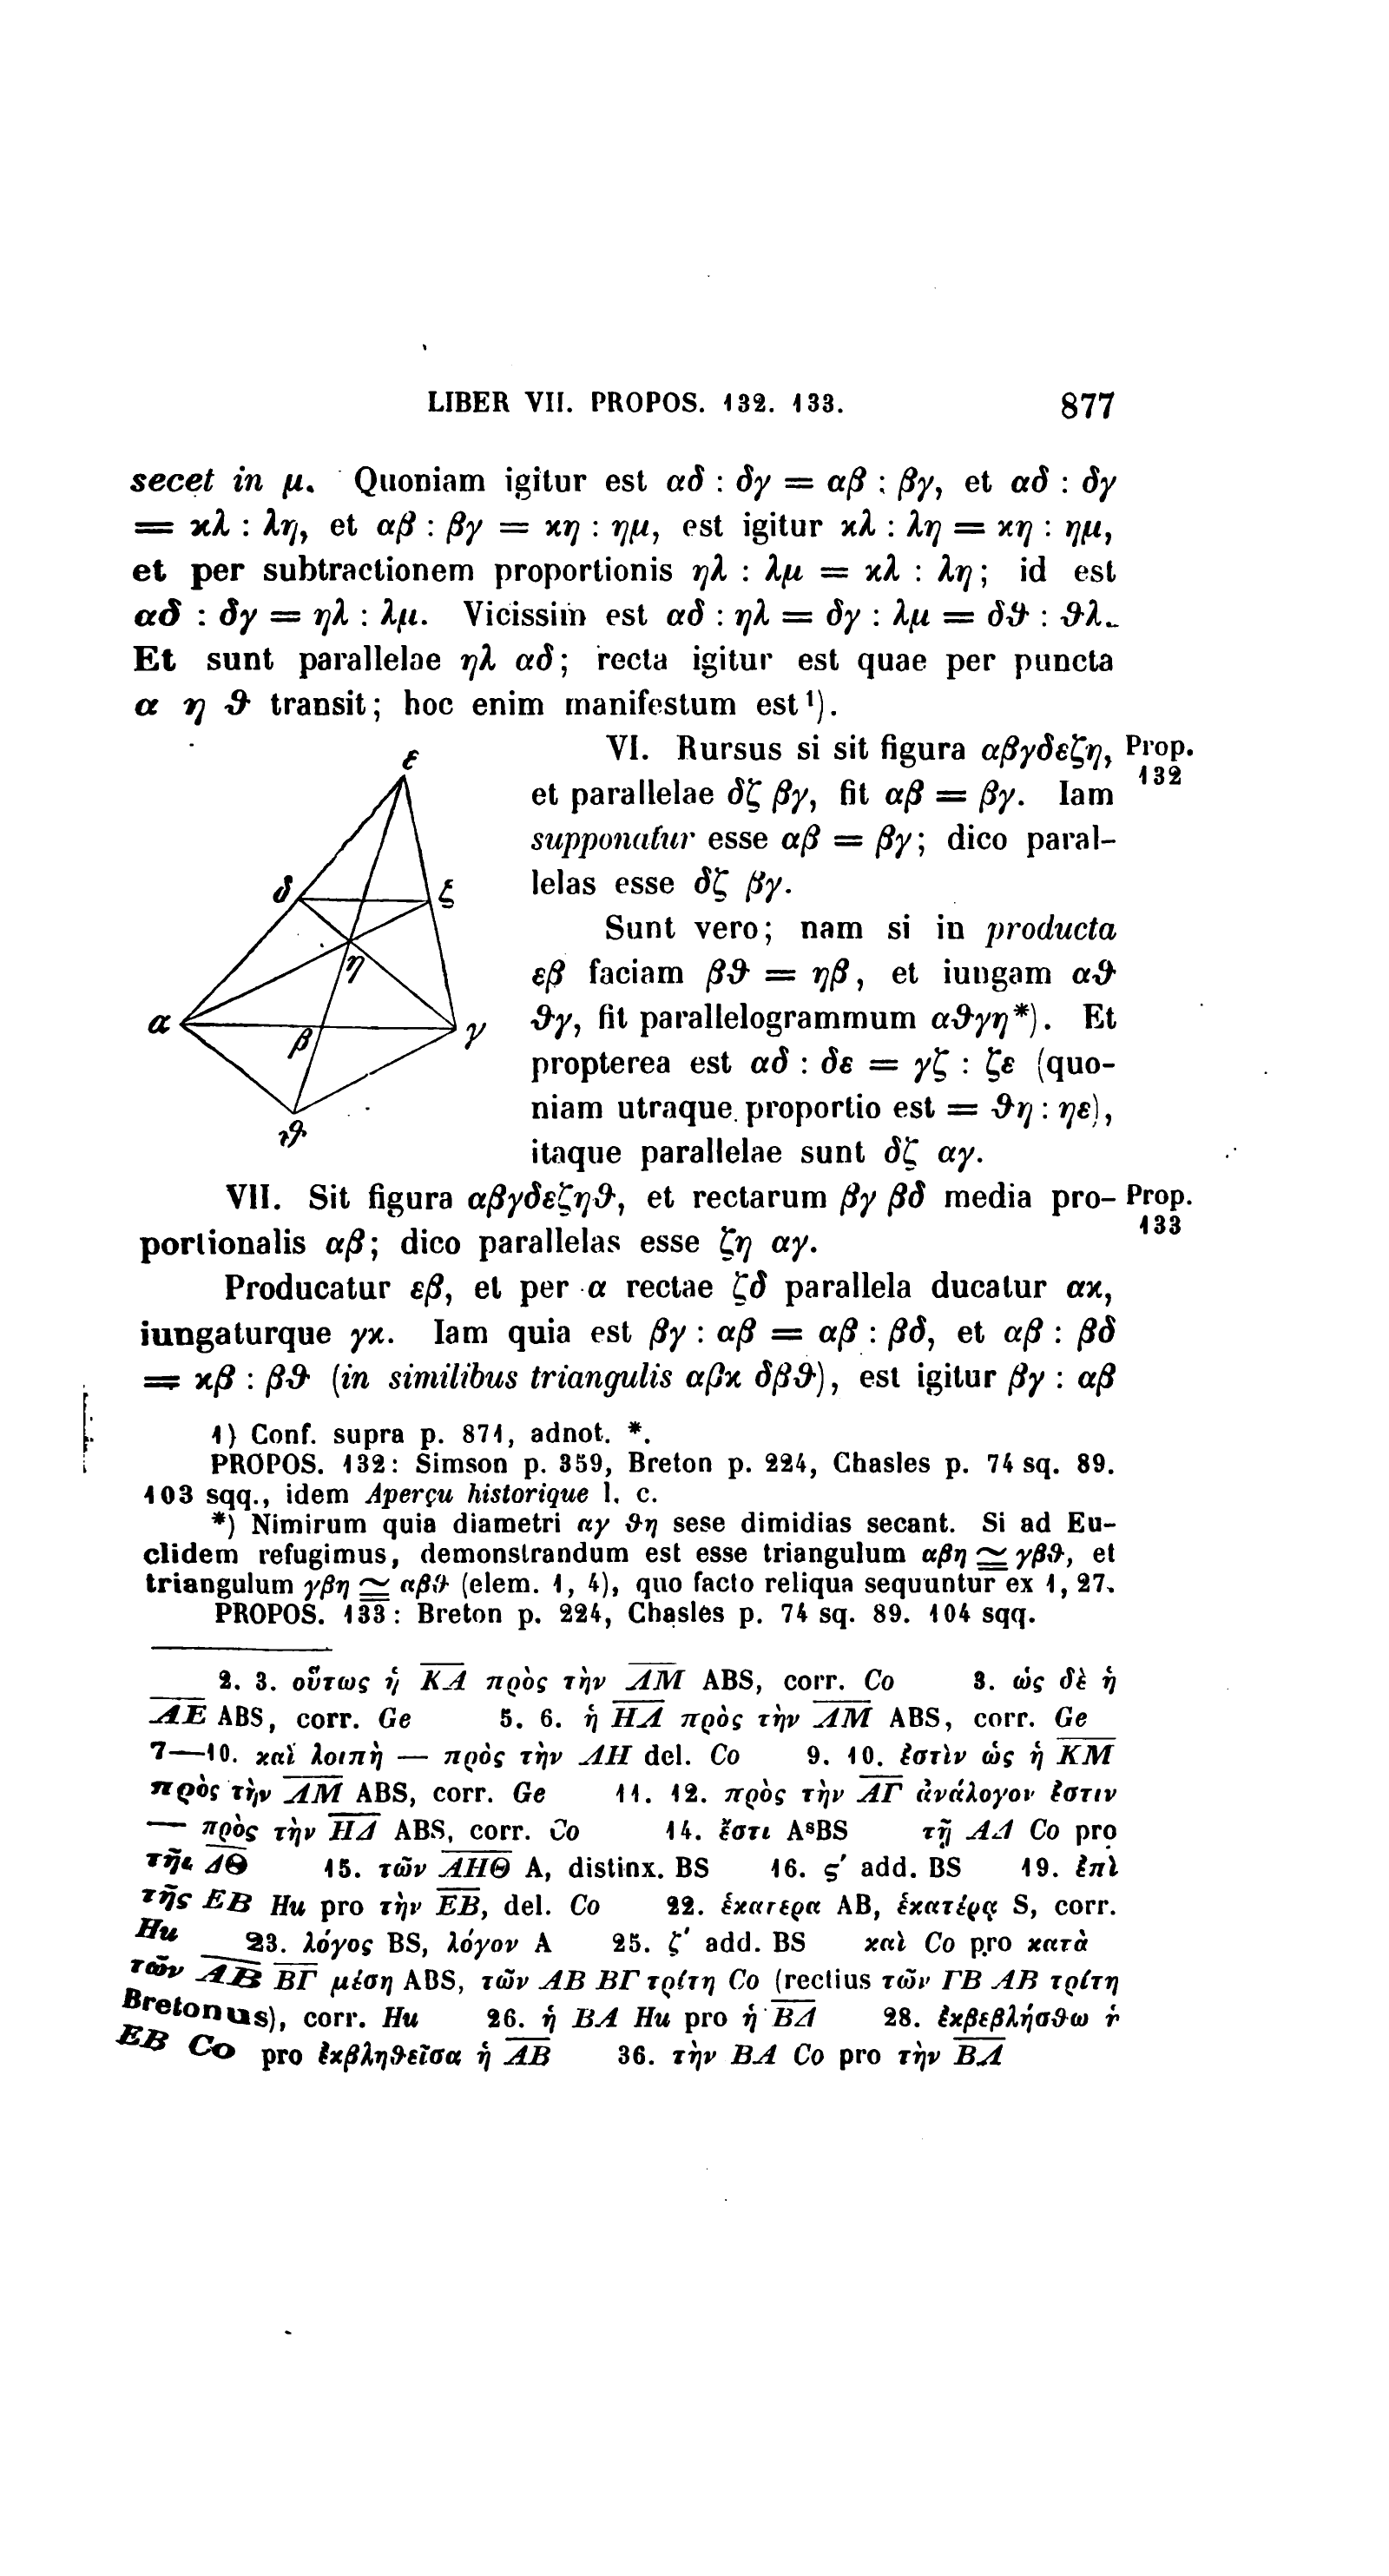 LIBER VII. PROPOS. 132. 133. 877
secet in μ. Quoniam igitur est αδ : δγ = αβ : βγ, et αδ : δγ
= κλ : λη, et αβ : βγ = κη : ημ, est igitur κλ : λη = κη : ημ,
et per subtractionem proportionis ηλ : λμ = κλ : λη; id est
αδ : δγ = ηλ : λμ. Vicissim est αδ : ηλ = δγ : λμ = δϑ : ϑλ.
Et sunt parallelae ηλ αδ; recta igitur est quae per puncta
α η ϑ transit; hoc enim manifestum est¹).
VI. Rursus si sit figura αβγδεζη, Prop.
132
et parallelae δζ βγ, fit αβ = βγ. Iam
supponatur esse αβ = βγ; dico paral-
lelas esse δζ βγ.
Sunt vero; nam si in producta
εβ faciam βϑ = ηβ, et iungam αϑ
ϑγ, fit parallelogrammum αϑγη*). Et
propterea est αδ : δε = γζ : ζε (quo-
niam utraque proportio est = ϑη : ηε),
itaque parallelae sunt δζ αγ.
ε
δ
ξ
η
α
β
γ
ϑ
VII. Sit figura αβγδεζηϑ, et rectarum βγ βδ media pro- Prop.
133
portionalis αβ; dico parallelas esse ζη αγ.
Producatur εβ, et per α rectae ζδ parallela ducatur ακ,
iungaturque γκ. Iam quia est βγ : αβ = αβ : βδ, et αβ : βδ
= κβ : βϑ (in similibus triangulis αβκ δβϑ), est igitur βγ : αβ
1) Conf. supra p. 871, adnot. *.
PROPOS. 132: Simson p. 359, Breton p. 224, Chasles p. 74 sq. 89.
103 sqq., idem Aperçu historique l. c.
*) Nimirum quia diametri αγ ϑη sese dimidias secant. Si ad Eu-
clidem refugimus, demonstrandum est esse triangulum αβη ≅ γβϑ, et
triangulum γβη ≅ αβϑ (elem. 1, 4), quo facto reliqua sequuntur ex 1, 27.
PROPOS. 133: Breton p. 224, Chasles p. 74 sq. 89. 104 sqq.
2. 3. οὕτως ἡ ΚΛ πρὸς τὴν ΛΜ ABS, corr. Co 3. ὡς δὲ ἡ
ΑΕ ABS, corr. Ge 5. 6. ἡ ΗΛ πρὸς τὴν ΛΜ ABS, corr. Ge
7—10. καὶ λοιπὴ — πρὸς τὴν ΛΗ del. Co 9. 10. ἐστὶν ὡς ἡ ΚΜ
πρὸς τὴν ΛΜ ABS, corr. Ge 11. 12. πρὸς τὴν ΑΓ ἀνάλογον ἐστιν
— πρὸς τὴν ΗΔ ABS, corr. Co 14. ἔστι AˢBS τῇ ΑΔ Co pro
τῆι ΔΘ 15. τῶν ΑΗΘ A, distinx. BS 16. ϛ′ add. BS 19. ἐπὶ
τῆς ΕΒ Hu pro τὴν ΕΒ, del. Co 22. ἑκατερα AB, ἑκατέρᾳ S, corr.
Hu 23. λόγος BS, λόγον A 25. ζ′ add. BS καὶ Co pro κατὰ
τῶν ΑΒ ΒΓ μέση ABS, τῶν ΑΒ ΒΓ τρίτη Co (rectius τῶν ΓΒ ΑΒ τρίτη
Bretonus), corr. Hu 26. ἡ ΒΑ Hu pro ἡ ΒΔ 28. ἐκβεβλήσθω ἡ
ΕΒ Co pro ἐκβληθεῖσα ἡ ΑΒ 36. τὴν ΒΑ Co pro τὴν ΒΛ